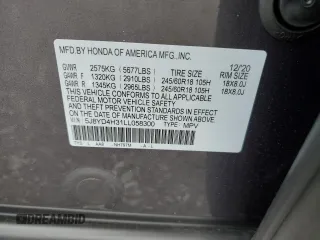 MFD. BY HONDA OF AMERICA MFG., INC. 12/20
GVWR 2575KG (5677LBS) TIRE SIZE RIM SIZE
GAWR F 1320KG (2910LBS) 245/60R18 105H 18X8.0J
GAWR R 1345KG (2965LBS) 245/60R18 105H 18X8.0J
THIS VEHICLE CONFORMS TO ALL APPLICABLE
FEDERAL MOTOR VEHICLE SAFETY AND THEFT
PREVENTION STANDARDS IN EFFECT ON THE DATE
OF MANUFACTURE SHOWN ABOVE.
V.I.N.: 5J8YD4H31LL058300 TYPE: MPV
AUTOBIDMASTER